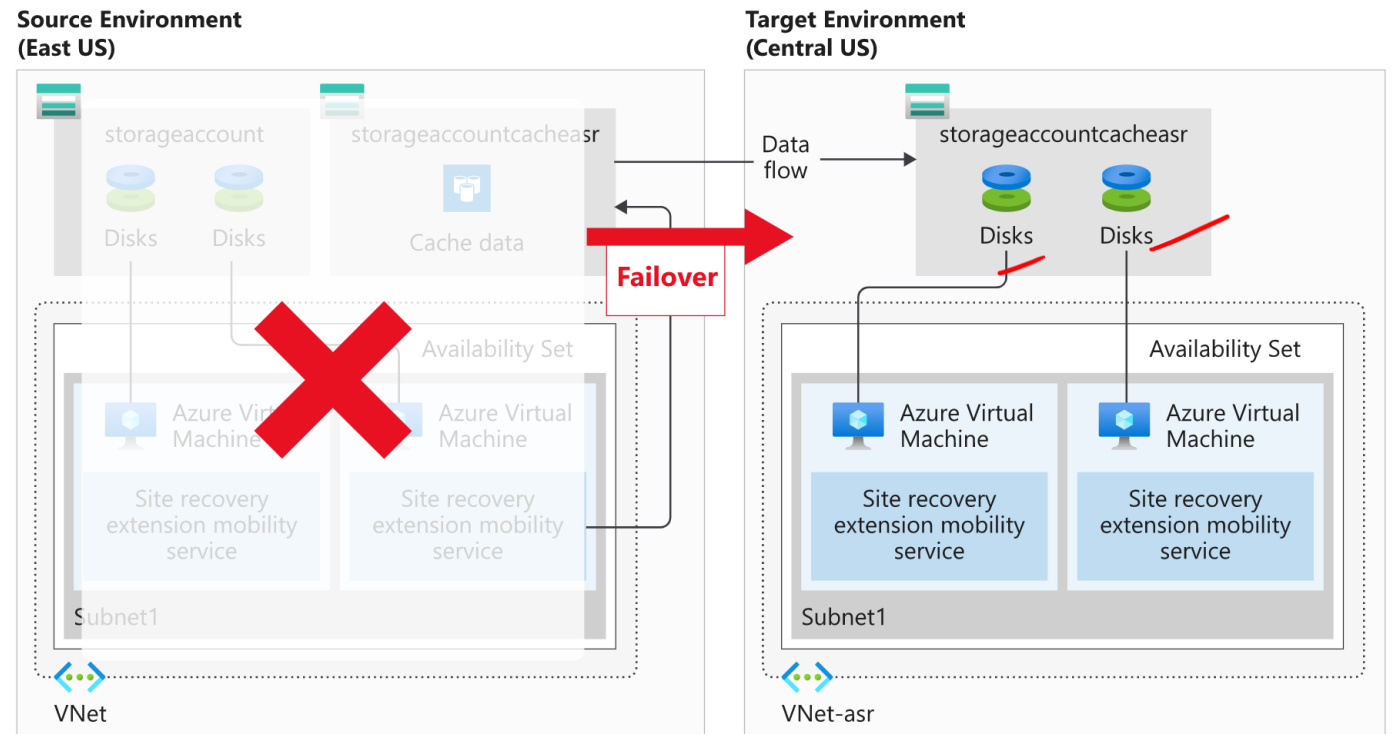 Source Environment
(East US)
Target Environment
(Central US)
storageaccount
storageaccountcacheasr
Disks
Disks
Cache data
Data
flow
storageaccountcacheasr
Disks
Disks
Failover
Availability Set
Azure Virtual
Machine
Azure Virtual
Machine
Site recovery
extension mobility
service
Site recovery
extension mobility
service
Subnet1
VNet
Availability Set
Azure Virtual
Machine
Azure Virtual
Machine
Site recovery
extension mobility
service
Site recovery
extension mobility
service
Subnet1
VNet-asr